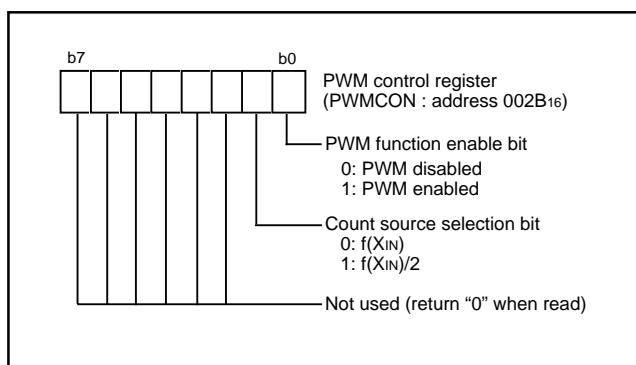 b7 b0
PWM control register
(PWMCON : address 002B16)
PWM function enable bit
0: PWM disabled
1: PWM enabled
Count source selection bit
0: f(XIN)
1: f(XIN)/2
Not used (return “0” when read)